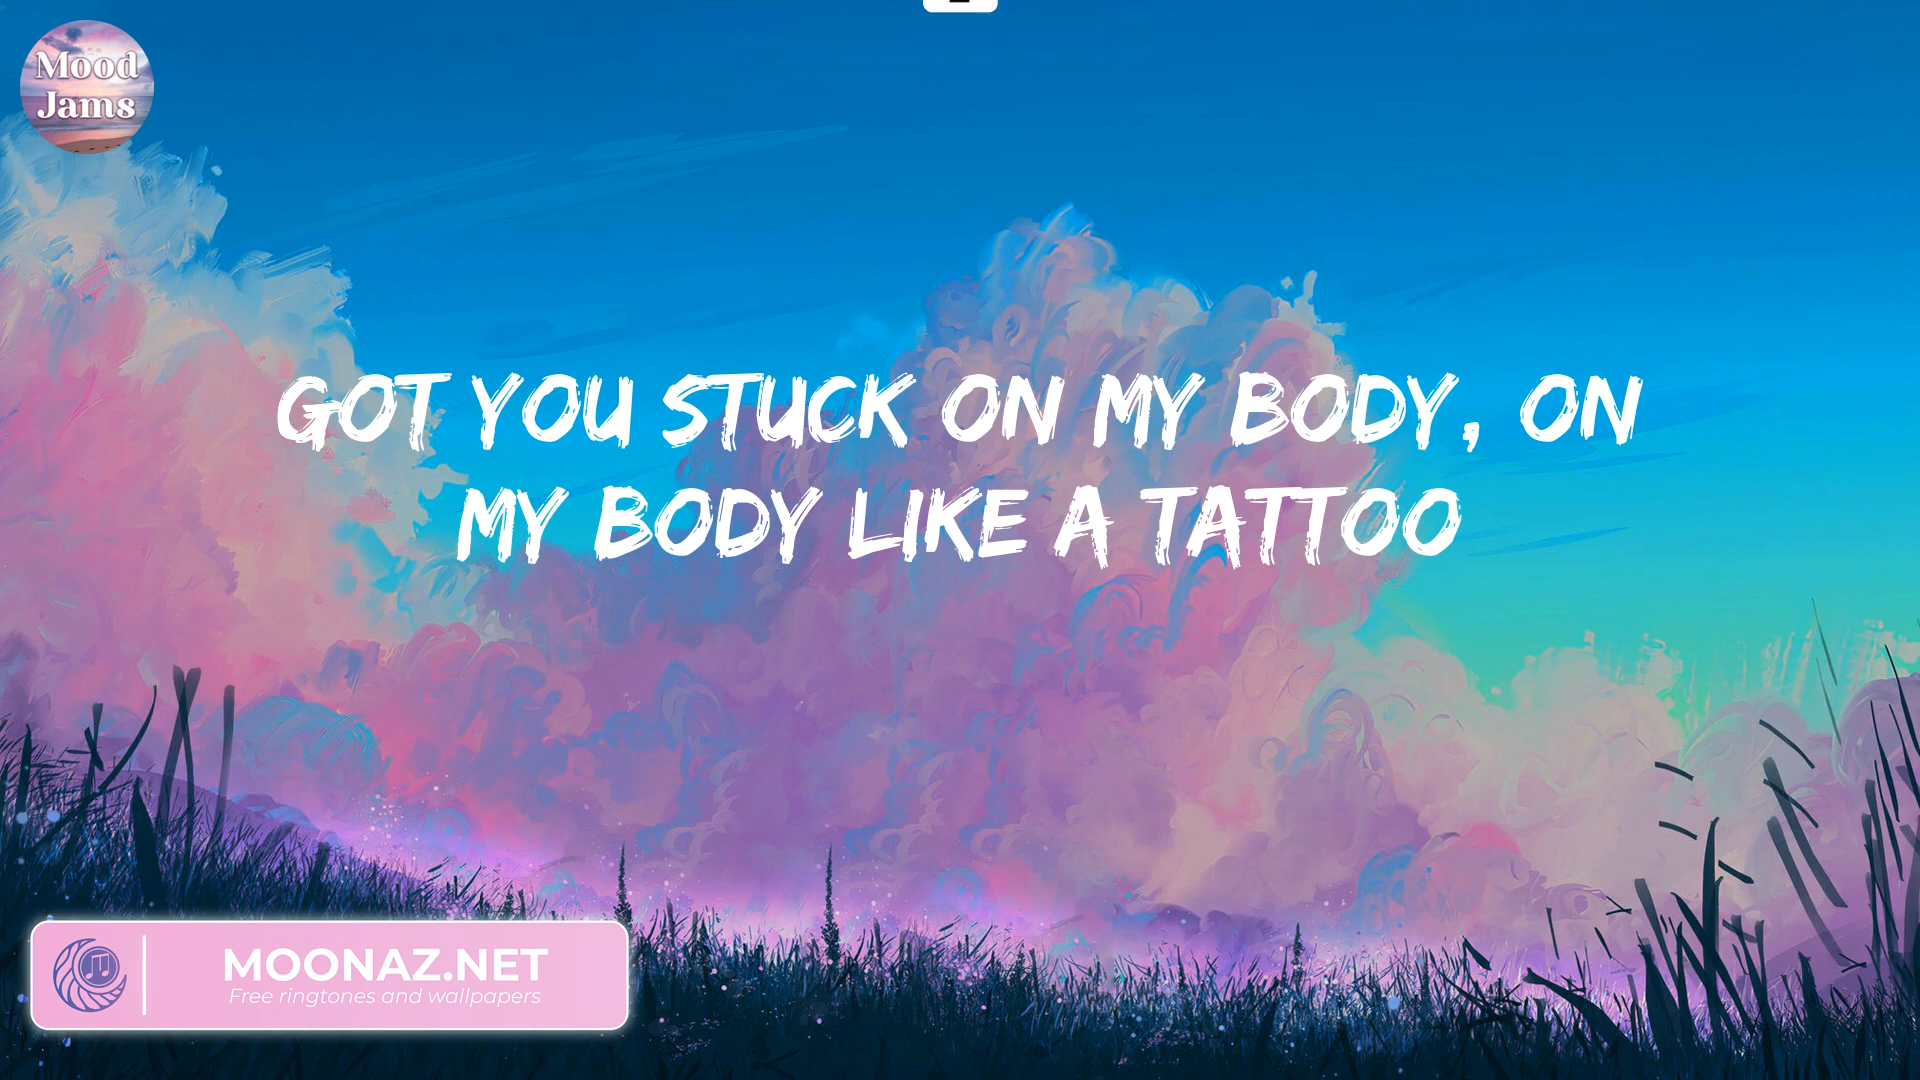 Mood
Jams
GOT YOU STUCK ON MY BODY, ON
MY BODY LIKE A TATTOO
MOONAZ.NET
Free ringtones and wallpapers